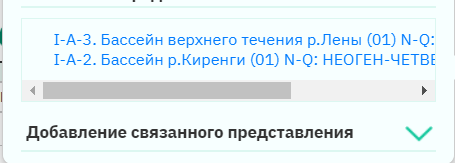 I-A-3. Бассейн верхнего течения р.Лены (01) N-Q:
I-A-2. Бассейн р.Киренги (01) N-Q: НЕОГЕН-ЧЕТВЕ
Добавление связанного представления